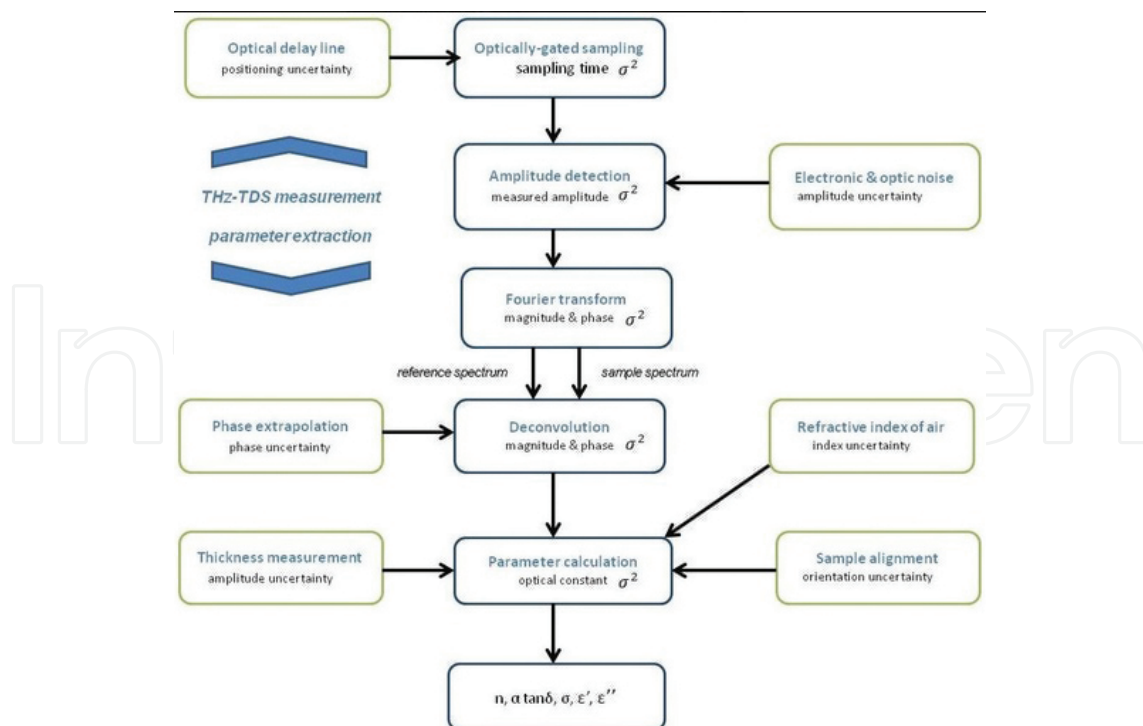 Optical delay line
positioning uncertainty
Optically-gated sampling
sampling time σ²
THz-TDS measurement
parameter extraction
Amplitude detection
measured amplitude σ²
Electronic & optic noise
amplitude uncertainty
Fourier transform
magnitude & phase σ²
reference spectrum
sample spectrum
Phase extrapolation
phase uncertainty
Deconvolution
magnitude & phase σ²
Refractive index of air
index uncertainty
Thickness measurement
amplitude uncertainty
Parameter calculation
optical constant σ²
Sample alignment
orientation uncertainty
n, α tanδ, σ, ε′, ε′′